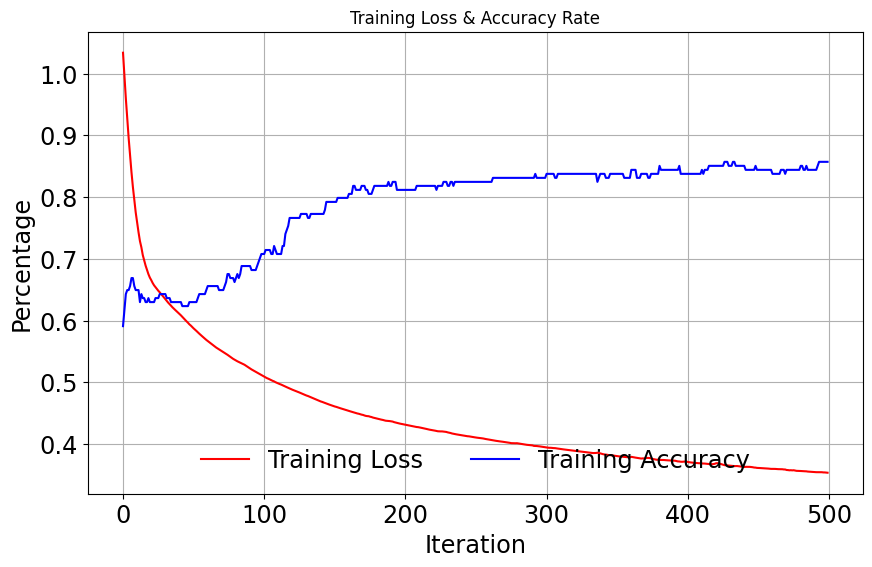 Training Loss & Accuracy Rate
1.0
0.9
0.8
0.7
0.6
0.5
0.4
Percentage
Training Loss
Training Accuracy
0
100
200
300
400
500
Iteration